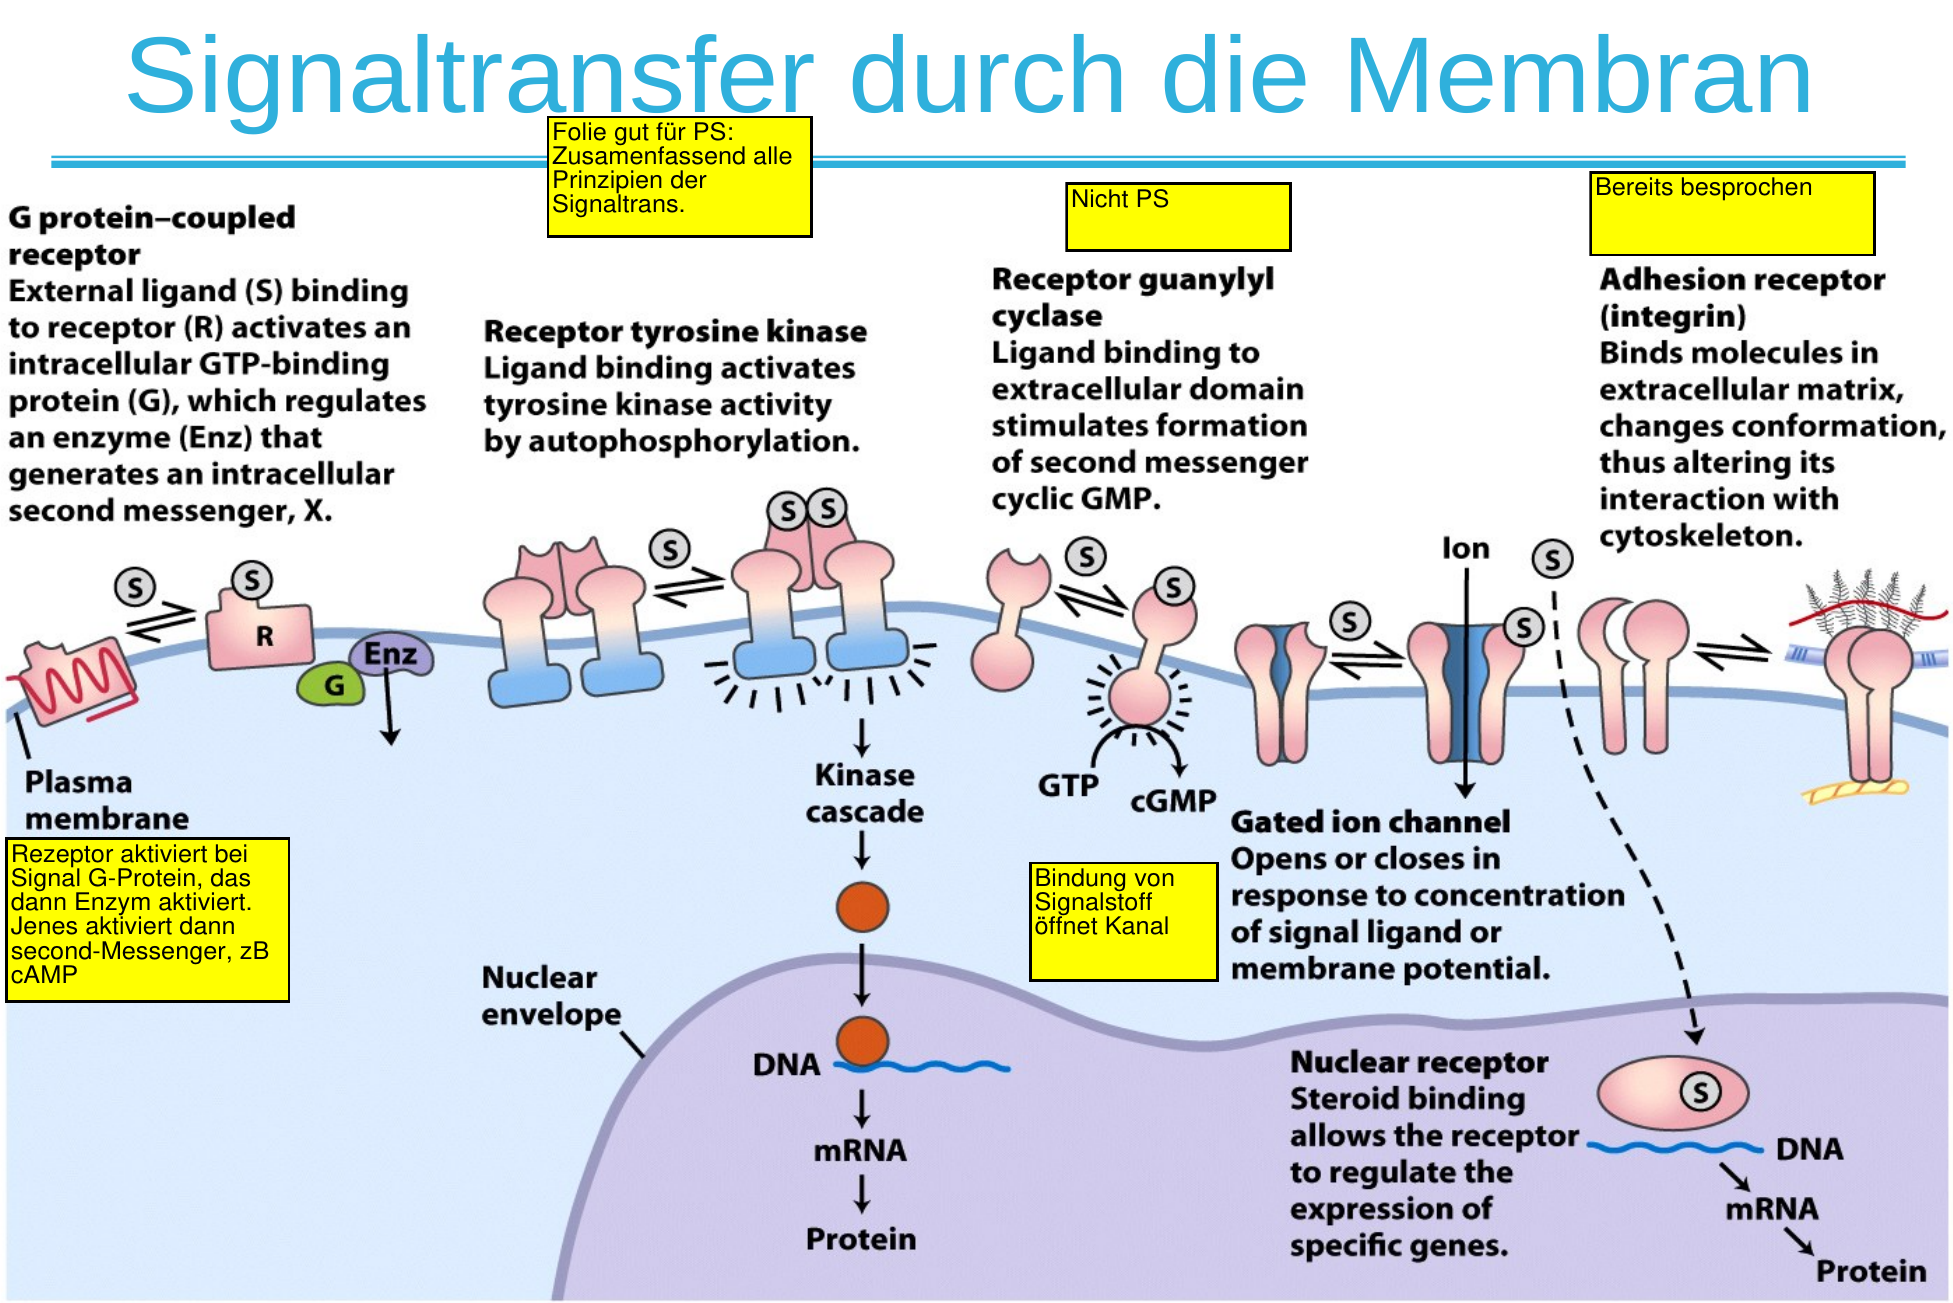 Signaltransfer durch die Membran
Folie gut für PS:
Zusamenfassend alle
Prinzipien der
Signaltrans.
Nicht PS
Bereits besprochen
G protein–coupled
receptor
External ligand (S) binding
to receptor (R) activates an
intracellular GTP-binding
protein (G), which regulates
an enzyme (Enz) that
generates an intracellular
second messenger, X.
Receptor tyrosine kinase
Ligand binding activates
tyrosine kinase activity
by autophosphorylation.
Receptor guanylyl
cyclase
Ligand binding to
extracellular domain
stimulates formation
of second messenger
cyclic GMP.
Adhesion receptor
(integrin)
Binds molecules in
extracellular matrix,
changes conformation,
thus altering its
interaction with
cytoskeleton.
S
S
R
G
Enz
S
S
S
S
S
S
Ion
S
S
Plasma
membrane
Rezeptor aktiviert bei
Signal G-Protein, das
dann Enzym aktiviert.
Jenes aktiviert dann
second-Messenger, zB
cAMP
Kinase
cascade
GTP
cGMP
Bindung von
Signalstoff
öffnet Kanal
Gated ion channel
Opens or closes in
response to concentration
of signal ligand or
membrane potential.
Nuclear
envelope
DNA
mRNA
Protein
Nuclear receptor
Steroid binding
allows the receptor
to regulate the
expression of
specific genes.
S
DNA
mRNA
Protein